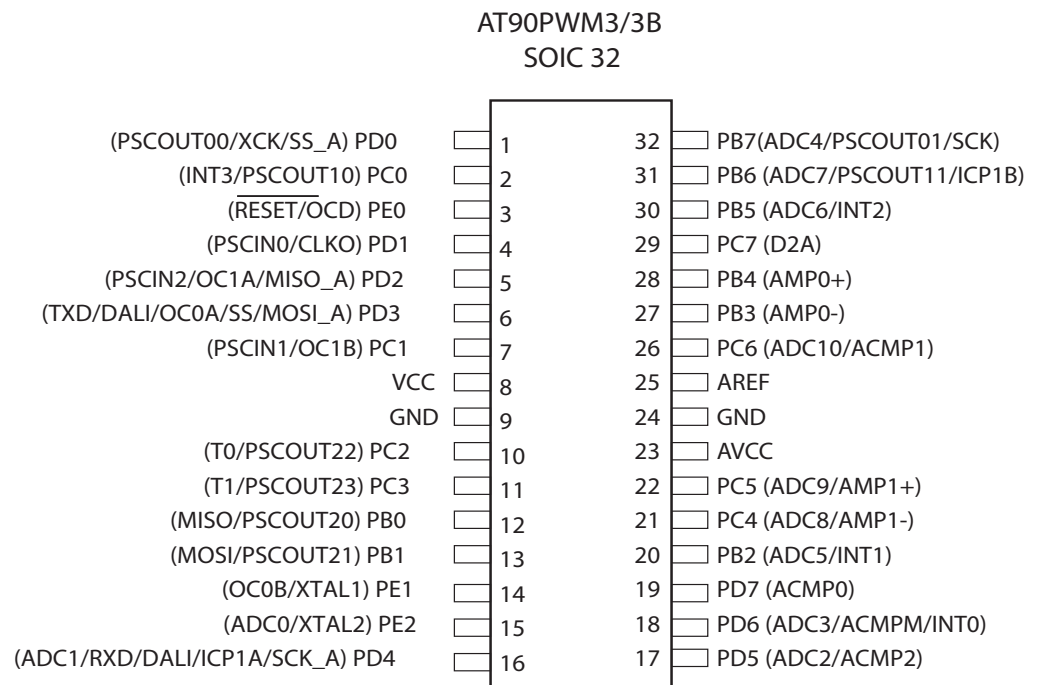 AT90PWM3/3B
SOIC 32
(PSCOUT00/XCK/SS_A) PD0 1 32 PB7(ADC4/PSCOUT01/SCK)
(INT3/PSCOUT10) PC0 2 31 PB6 (ADC7/PSCOUT11/ICP1B)
(RESET/OCD) PE0 3 30 PB5 (ADC6/INT2)
(PSCIN0/CLKO) PD1 4 29 PC7 (D2A)
(PSCIN2/OC1A/MISO_A) PD2 5 28 PB4 (AMP0+)
(TXD/DALI/OC0A/SS/MOSI_A) PD3 6 27 PB3 (AMP0-)
(PSCIN1/OC1B) PC1 7 26 PC6 (ADC10/ACMP1)
VCC 8 25 AREF
GND 9 24 GND
(T0/PSCOUT22) PC2 10 23 AVCC
(T1/PSCOUT23) PC3 11 22 PC5 (ADC9/AMP1+)
(MISO/PSCOUT20) PB0 12 21 PC4 (ADC8/AMP1-)
(MOSI/PSCOUT21) PB1 13 20 PB2 (ADC5/INT1)
(OC0B/XTAL1) PE1 14 19 PD7 (ACMP0)
(ADC0/XTAL2) PE2 15 18 PD6 (ADC3/ACMPM/INT0)
(ADC1/RXD/DALI/ICP1A/SCK_A) PD4 16 17 PD5 (ADC2/ACMP2)